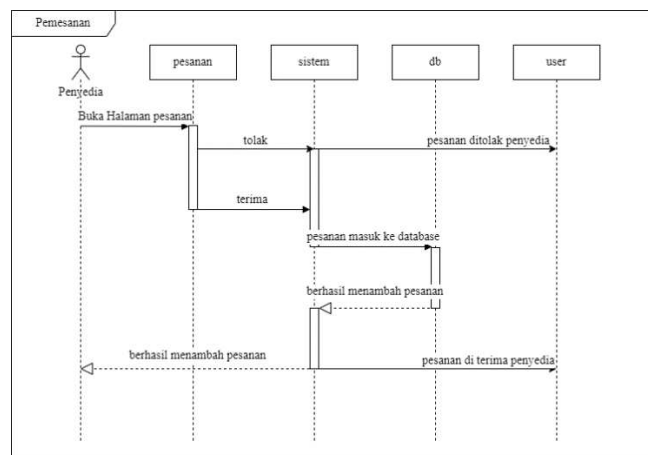 Pemesanan
pesanan
sistem
db
user
Penyedia
Buka Halaman pesanan
tolak
pesanan ditolak penyedia
terima
pesanan masuk ke database
berhasil menambah pesanan
berhasil menambah pesanan
pesanan di terima penyedia